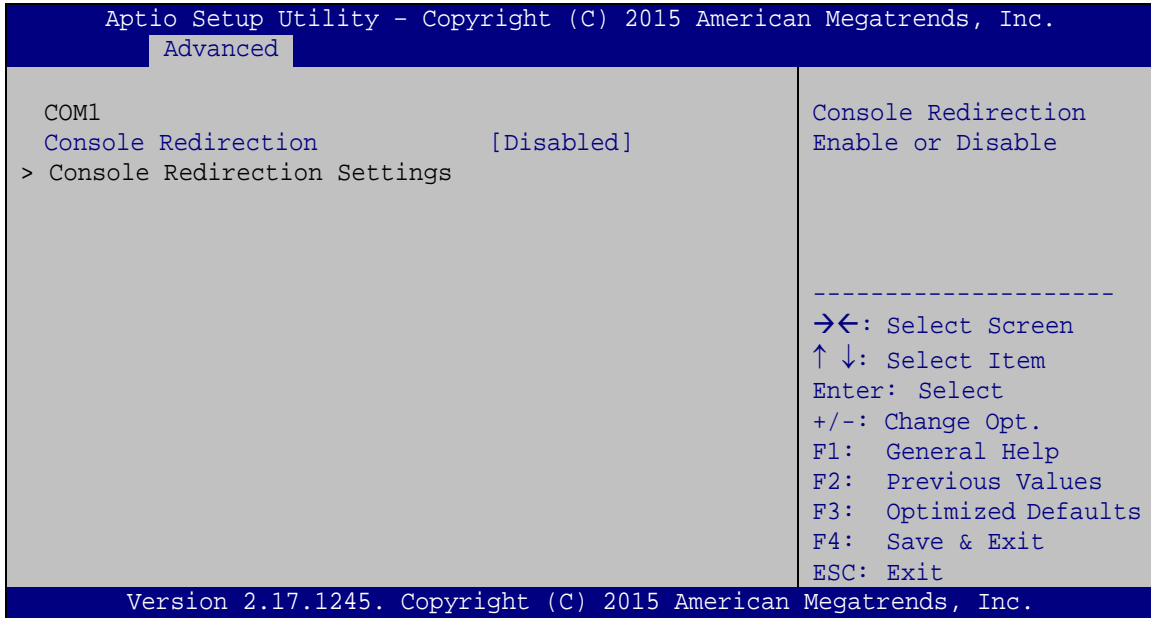 Aptio Setup Utility – Copyright (C) 2015 American Megatrends, Inc.
Advanced
COM1
Console Redirection [Disabled]
> Console Redirection Settings
Console Redirection
Enable or Disable
---------------------
→←: Select Screen
↑ ↓: Select Item
Enter: Select
+/-: Change Opt.
F1: General Help
F2: Previous Values
F3: Optimized Defaults
F4: Save & Exit
ESC: Exit
Version 2.17.1245. Copyright (C) 2015 American Megatrends, Inc.